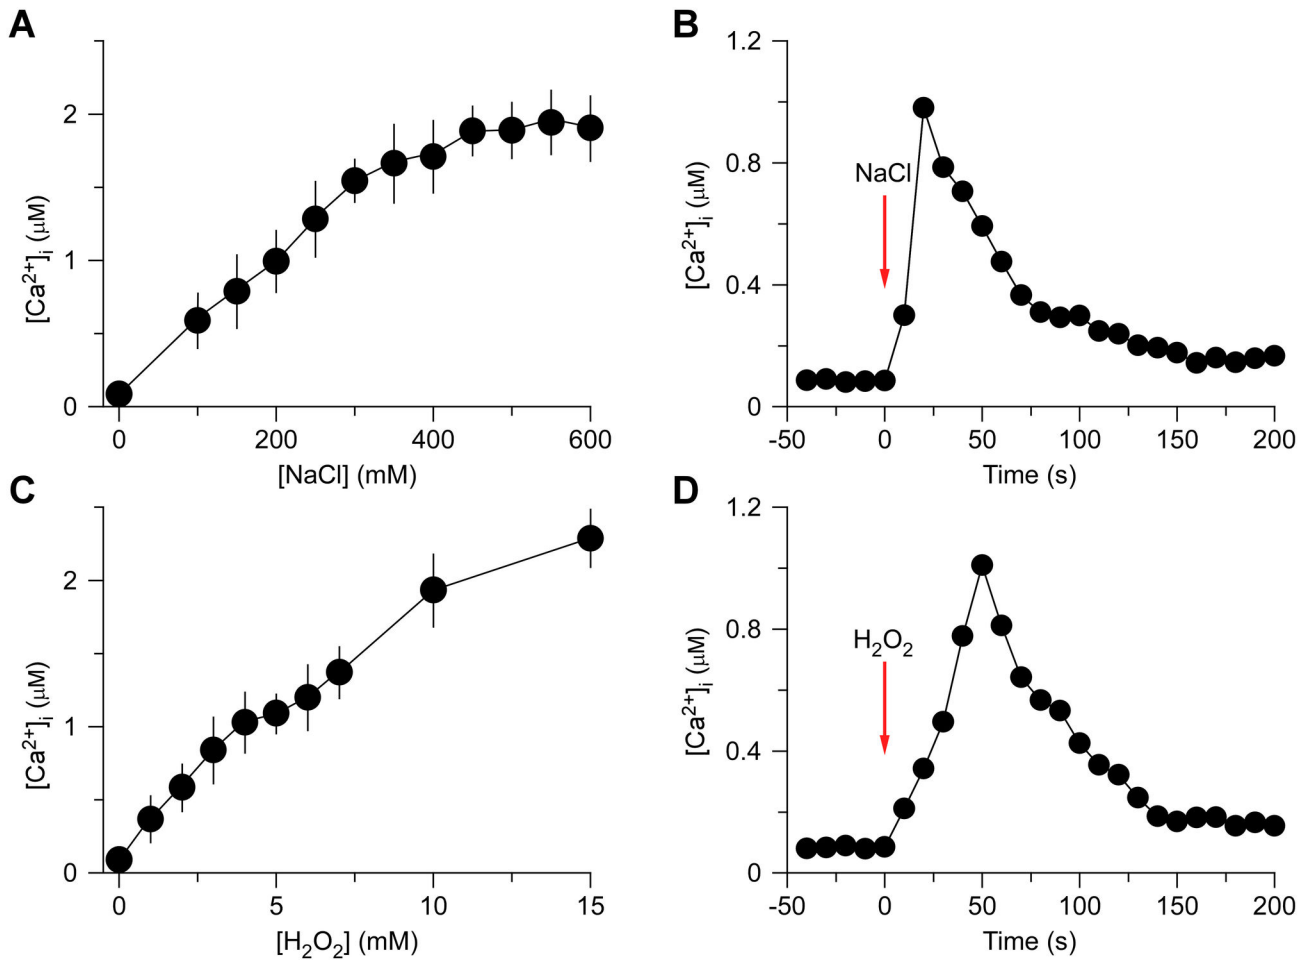 A
2
1
0
[Ca²⁺]ᵢ (μM)
0 200 400 600
[NaCl] (mM)
B
1.2
0.8
0.4
0
[Ca²⁺]ᵢ (μM)
NaCl
-50 0 50 100 150 200
Time (s)
C
2
1
0
[Ca²⁺]ᵢ (μM)
0 5 10 15
[H₂O₂] (mM)
D
1.2
0.8
0.4
0
[Ca²⁺]ᵢ (μM)
H₂O₂
-50 0 50 100 150 200
Time (s)